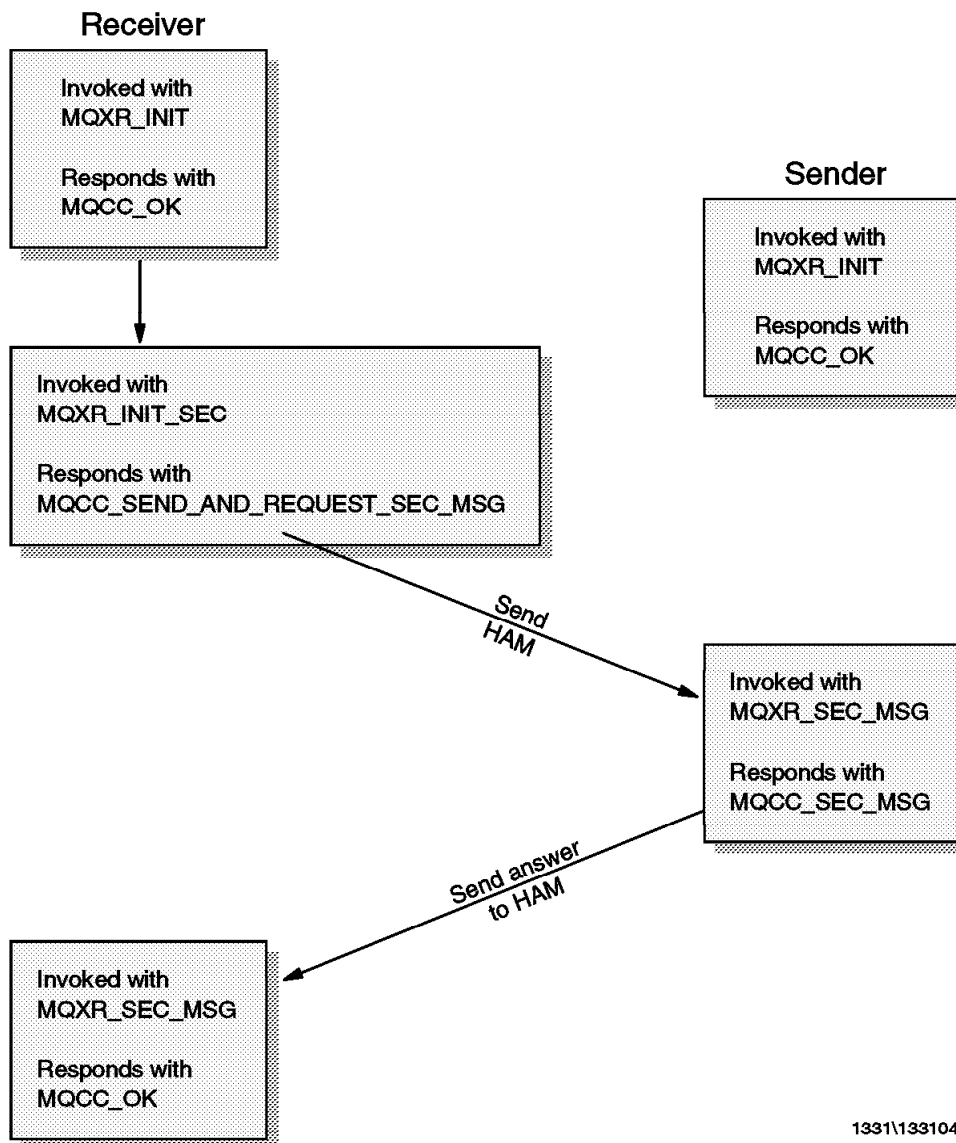 Receiver
Invoked with
MQXR_INIT
Responds with
MQCC_OK
Sender
Invoked with
MQXR_INIT
Responds with
MQCC_OK
Invoked with
MQXR_INIT_SEC
Responds with
MQCC_SEND_AND_REQUEST_SEC_MSG
Send
HAM
Invoked with
MQXR_SEC_MSG
Responds with
MQCC_SEC_MSG
Send answer
to HAM
Invoked with
MQXR_SEC_MSG
Responds with
MQCC_OK
1331\133104